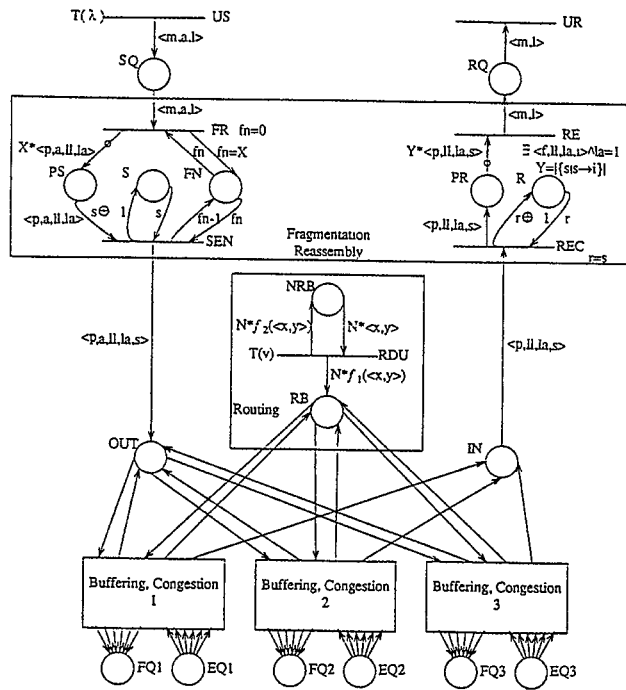 T(λ) US
UR
<m,a,l>
<m,l>
SQ
RQ
<m,a,l>
<m,l>
FR fn=0
RE
X*<p,a,ll,la>
fn
fn=X
Y*<p,ll,la,s>
Ξ <f,ll,la,ι>^la=1
Y=|{sιs→i}|
PS
S
FN
PR
R
<p,a,ll,la>
s⊖ 1
s
fn-1
fn
<p,ll,la,s>
r⊕ 1
r
SEN
REC
r=s
Fragmentation
Reassembly
NRB
N*f₂(<x,y>)
N*<x,y>
<p,a,ll,la,s>
<p,ll,la,s>
T(v)
RDU
N*f₁(<x,y>)
RB
Routing
OUT
IN
Buffering, Congestion
1
Buffering, Congestion
2
Buffering, Congestion
3
FQ1
EQ1
FQ2
EQ2
FQ3
EQ3